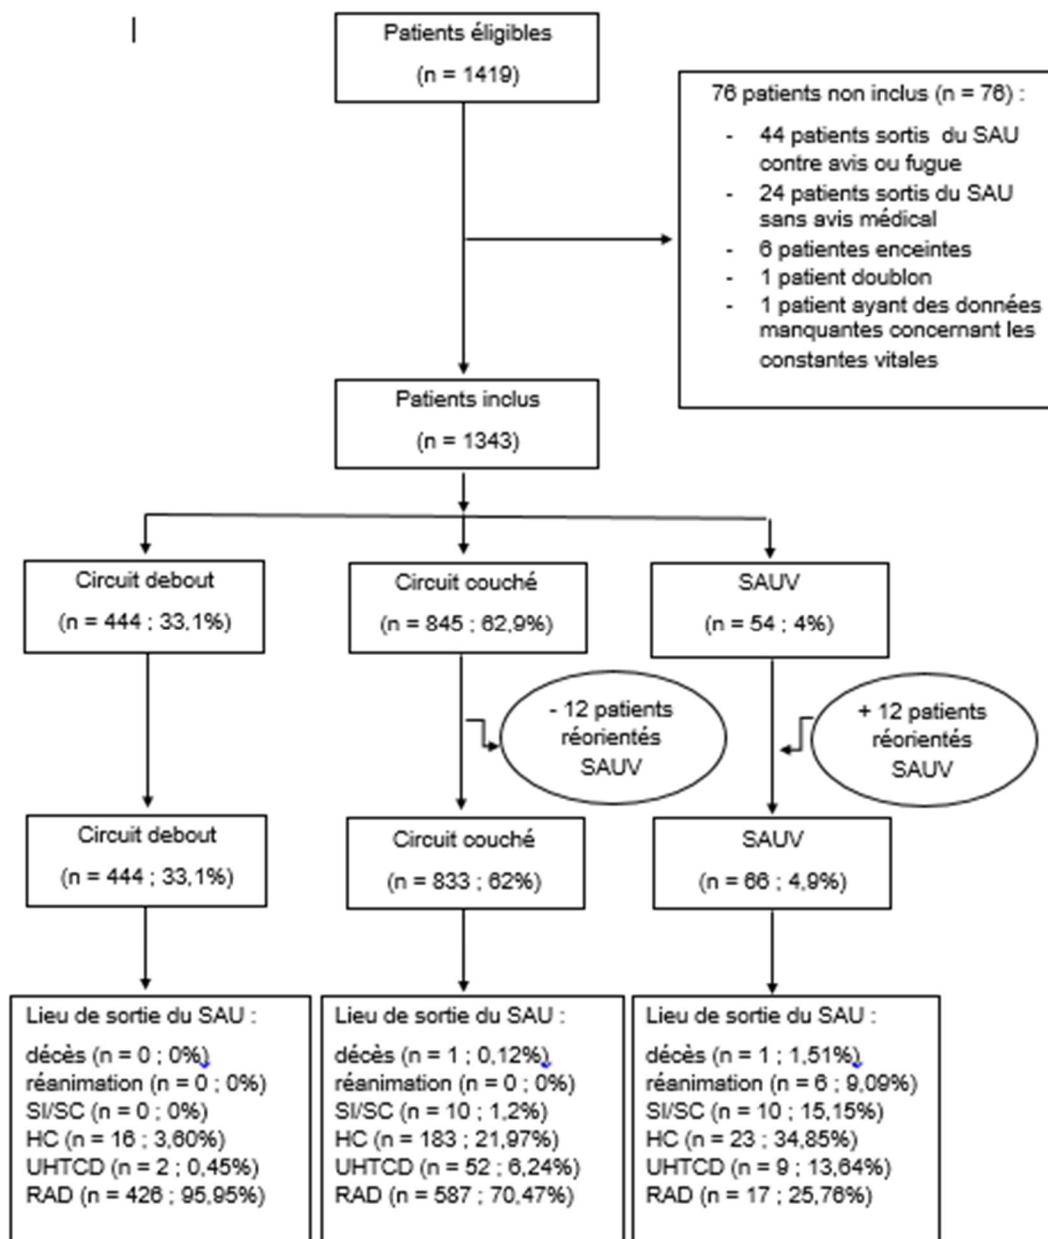 Patients éligibles
(n = 1419)
76 patients non inclus (n = 76) :
- 44 patients sortis du SAU
contre avis ou fugue
- 24 patients sortis du SAU
sans avis médical
- 6 patientes enceintes
- 1 patient doublon
- 1 patient ayant des données
manquantes concernant les
constantes vitales
Patients inclus
(n = 1343)
Circuit debout
(n = 444 ; 33,1%)
Circuit couché
(n = 845 ; 62,9%)
SAUV
(n = 54 ; 4%)
- 12 patients
réorientés
SAUV
+ 12 patients
réorientés
SAUV
Circuit debout
(n = 444 ; 33,1%)
Circuit couché
(n = 833 ; 62%)
SAUV
(n = 66 ; 4,9%)
Lieu de sortie du SAU :
décès (n = 0 ; 0%)
réanimation (n = 0 ; 0%)
SI/SC (n = 0 ; 0%)
HC (n = 16 ; 3,60%)
UHTCD (n = 2 ; 0,45%)
RAD (n = 426 ; 95,95%)
Lieu de sortie du SAU :
décès (n = 1 ; 0,12%)
réanimation (n = 0 ; 0%)
SI/SC (n = 10 ; 1,2%)
HC (n = 183 ; 21,97%)
UHTCD (n = 52 ; 6,24%)
RAD (n = 587 ; 70,47%)
Lieu de sortie du SAU :
décès (n = 1 ; 1,51%)
réanimation (n = 6 ; 9,09%)
SI/SC (n = 10 ; 15,15%)
HC (n = 23 ; 34,85%)
UHTCD (n = 9 ; 13,64%)
RAD (n = 17 ; 25,76%)